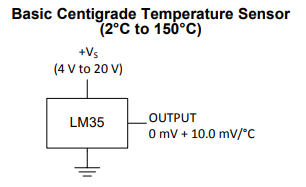 Basic Centigrade Temperature Sensor
(2°C to 150°C)
+VS
(4 V to 20 V)
LM35
OUTPUT
0 mV + 10.0 mV/°C